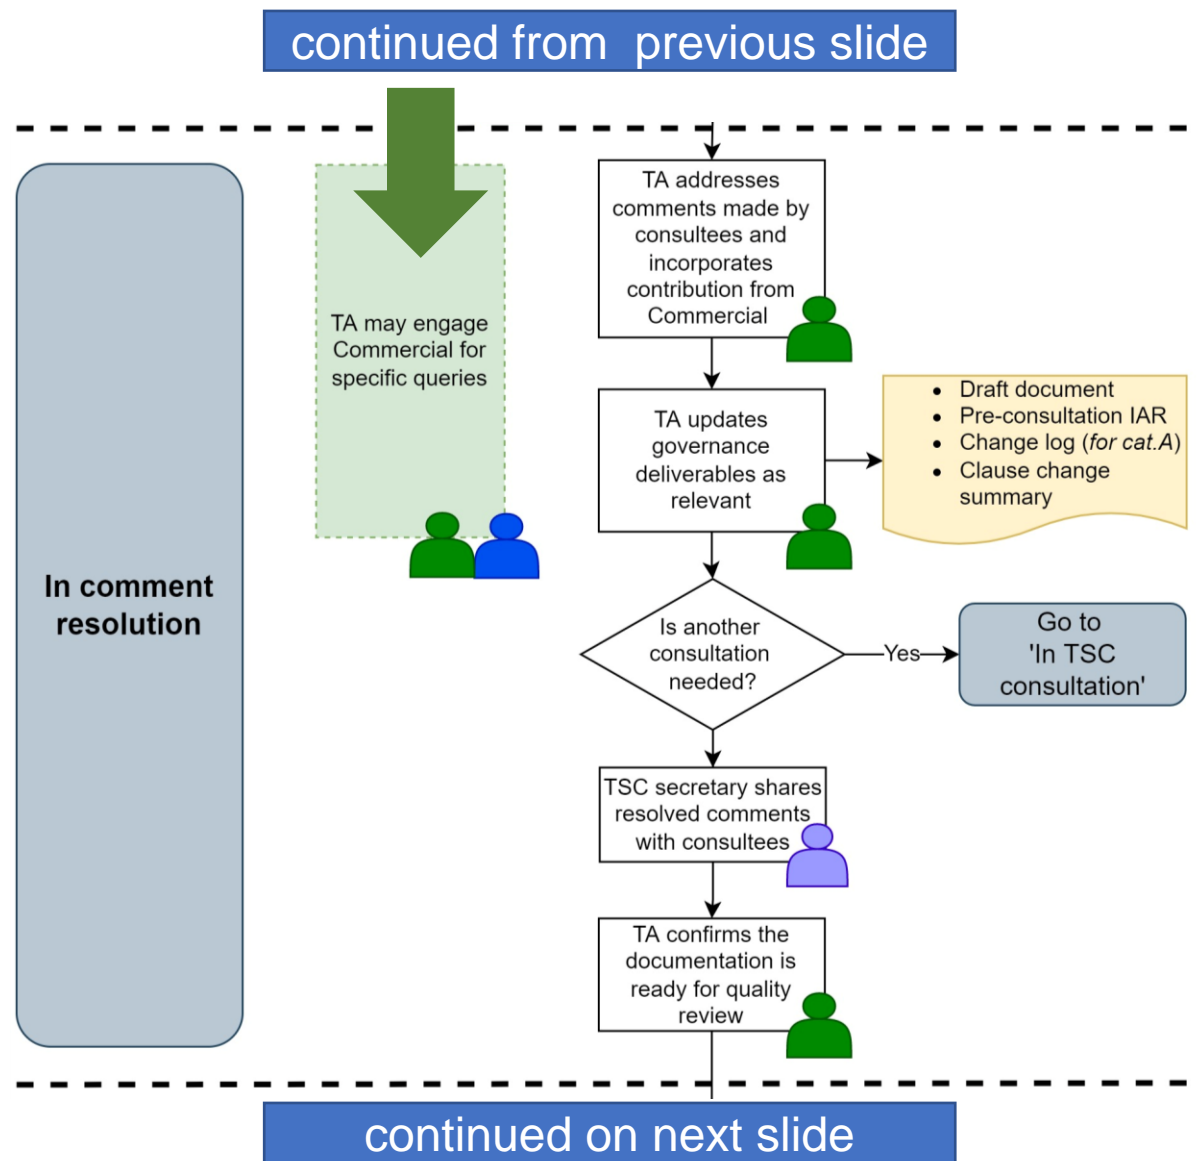 continued from  previous slide
In comment
resolution
TA may engage
Commercial for
specific queries
TA addresses
comments made by
consultees and
incorporates
contribution from
Commercial
TA updates
governance
deliverables as
relevant
• Draft document
• Pre-consultation IAR
• Change log (for cat.A)
• Clause change
summary
Is another
consultation
needed?
Yes
Go to
'In TSC
consultation'
TSC secretary shares
resolved comments
with consultees
TA confirms the
documentation is
ready for quality
review
continued on next slide